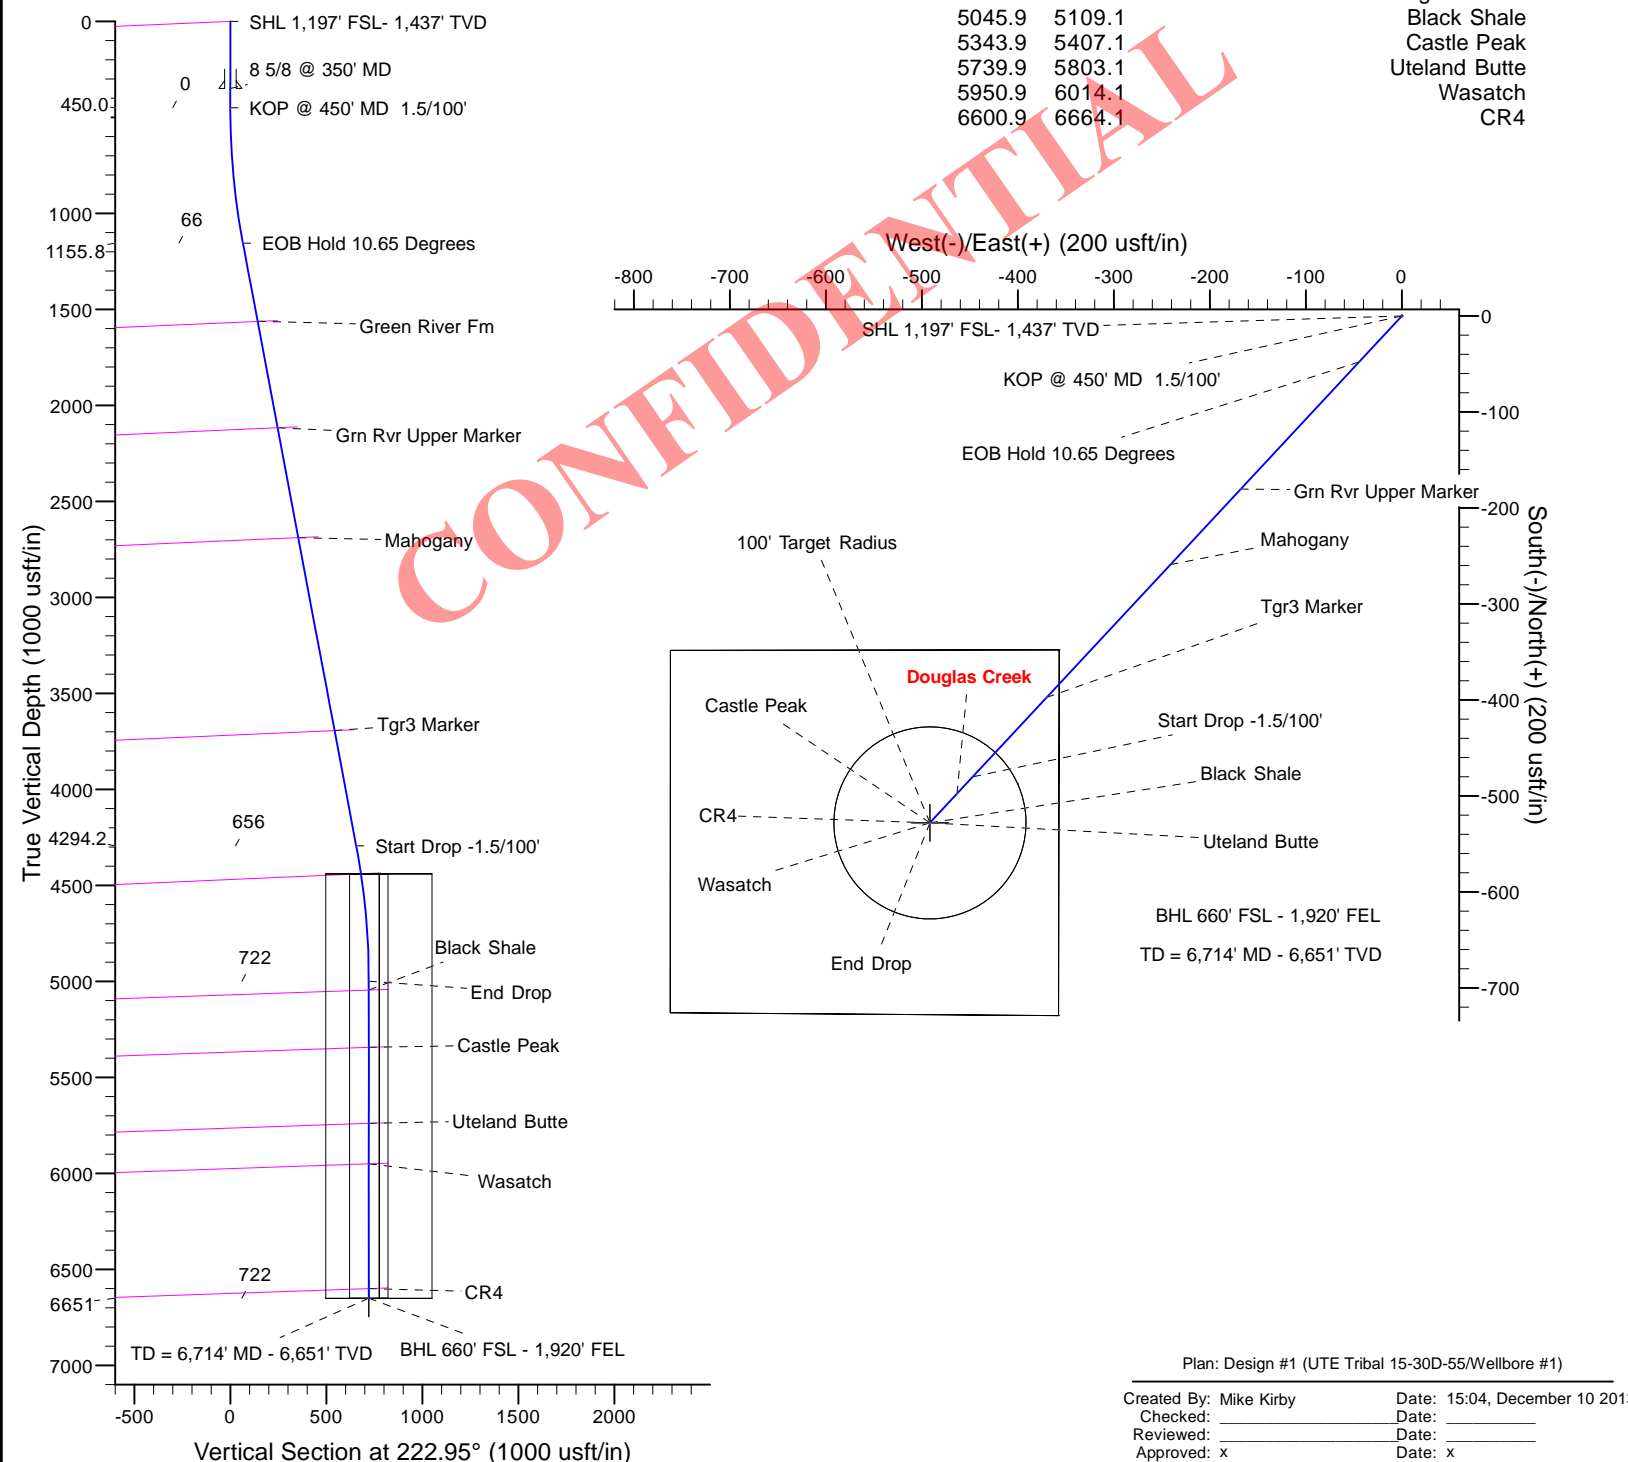 5045.9 5109.1 Black Shale
5343.9 5407.1 Castle Peak
5739.9 5803.1 Uteland Butte
5950.9 6014.1 Wasatch
6600.9 6664.1 CR4
CONFIDENTIAL
True Vertical Depth (1000 usft/in)
0
450.0
1000
1155.8
1500
2000
2500
3000
3500
4000
4294.2
4500
5000
5500
6000
6500
6651
7000
SHL 1,197' FSL- 1,437' TVD
8 5/8 @ 350' MD
0
KOP @ 450' MD 1.5/100'
66
EOB Hold 10.65 Degrees
Green River Fm
Grn Rvr Upper Marker
Mahogany
Tgr3 Marker
656
Start Drop -1.5/100'
Black Shale
722
End Drop
Castle Peak
Uteland Butte
Wasatch
722
CR4
TD = 6,714' MD - 6,651' TVD
BHL 660' FSL - 1,920' FEL
-500 0 500 1000 1500 2000
Vertical Section at 222.95° (1000 usft/in)
West(-)/East(+) (200 usft/in)
-800 -700 -600 -500 -400 -300 -200 -100 0
SHL 1,197' FSL- 1,437' TVD
KOP @ 450' MD 1.5/100'
EOB Hold 10.65 Degrees
Grn Rvr Upper Marker
Mahogany
100' Target Radius
Tgr3 Marker
Douglas Creek
Castle Peak
Start Drop -1.5/100'
Black Shale
CR4
Uteland Butte
Wasatch
End Drop
BHL 660' FSL - 1,920' FEL
TD = 6,714' MD - 6,651' TVD
0
-100
-200
-300
-400
-500
-600
-700
South(-)/North(+) (200 usft/in)
Plan: Design #1 (UTE Tribal 15-30D-55/Wellbore #1)
Created By: Mike Kirby Date: 15:04, December 10 2013
Checked: ____________________ Date: __________
Reviewed: ____________________ Date: __________
Approved: x Date: x